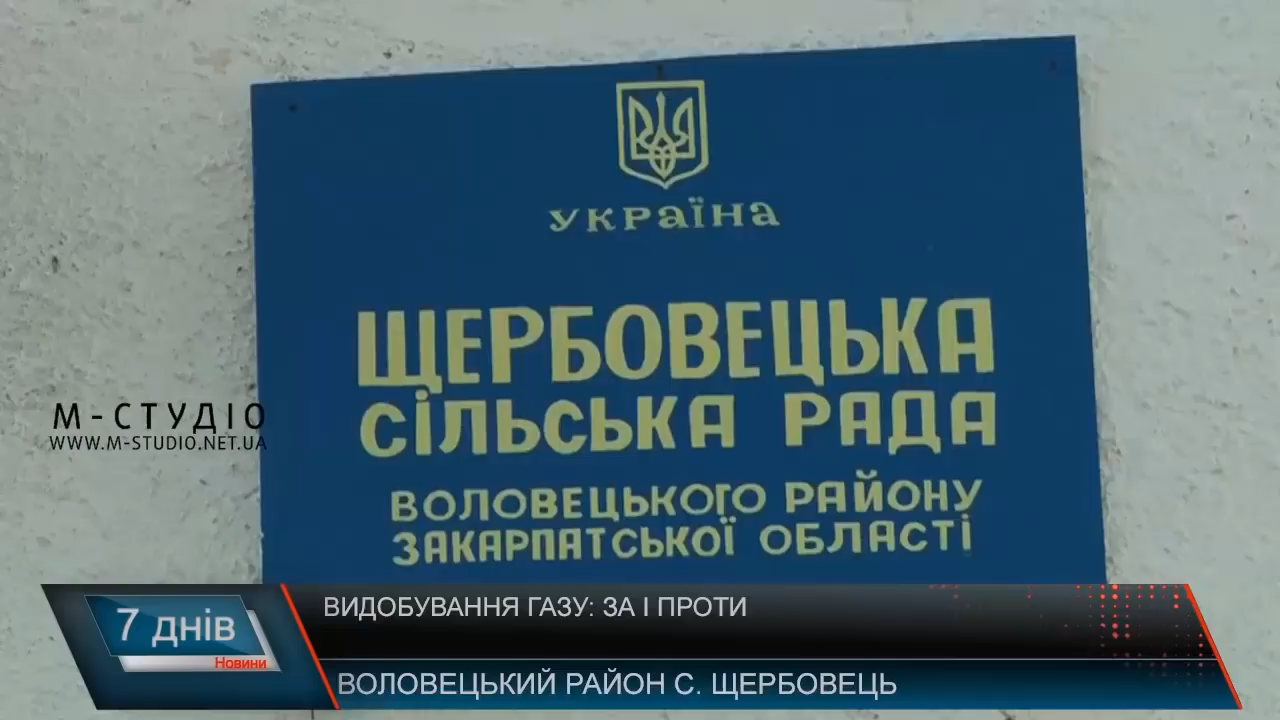 УКРАЇНА
ЩЕРБОВЕЦЬКА
СІЛЬСЬКА РАДА
ВОЛОВЕЦЬКОГО РАЙОНУ
ЗАКАРПАТСЬКОЇ ОБЛАСТІ
М-СТУДІО
WWW.M-STUDIO.NET.UA
7 днів
Новини
ВИДОБУВАННЯ ГАЗУ: ЗА І ПРОТИ
ВОЛОВЕЦЬКИЙ РАЙОН С. ЩЕРБОВЕЦЬ